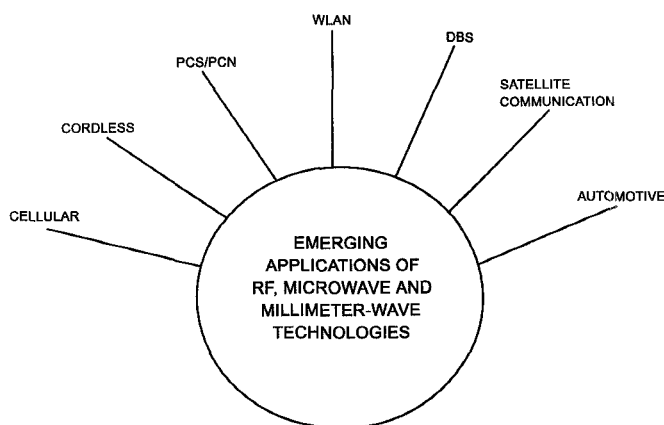 WLAN
DBS
PCS/PCN
SATELLITE
COMMUNICATION
CORDLESS
AUTOMOTIVE
CELLULAR
EMERGING
APPLICATIONS OF
RF, MICROWAVE AND
MILLIMETER-WAVE
TECHNOLOGIES